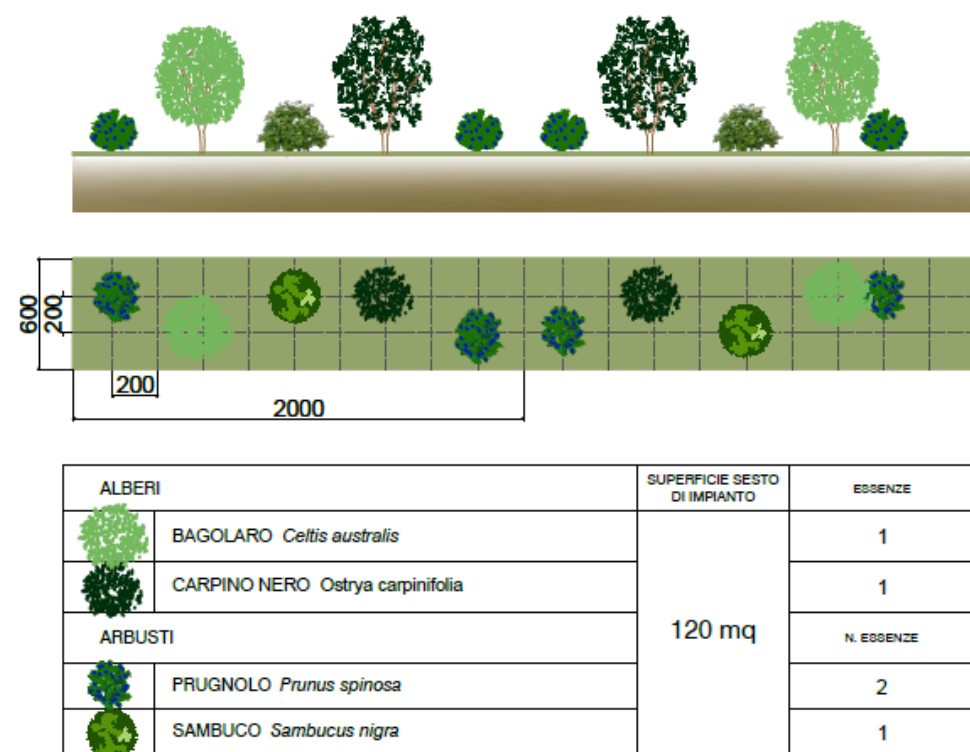 600
200
200
2000
ALBERI
SUPERFICIE SESTO
DI IMPIANTO
ESSENZE
BAGOLARO Celtis australis
1
CARPINO NERO Ostrya carpinifolia
1
120 mq
ARBUSTI
N. ESSENZE
PRUGNOLO Prunus spinosa
2
SAMBUCO Sambucus nigra
1